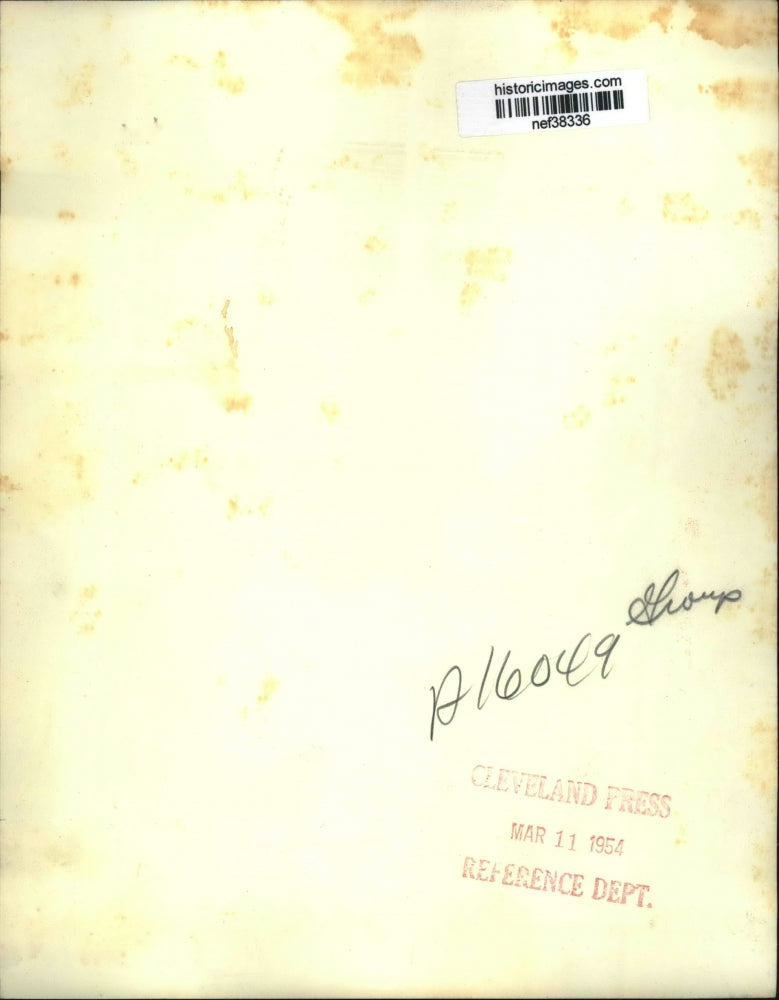 historicimages.com
nef38336
Group
A16049
CLEVELAND PRESS
MAR 11 1954
REFERENCE DEPT.